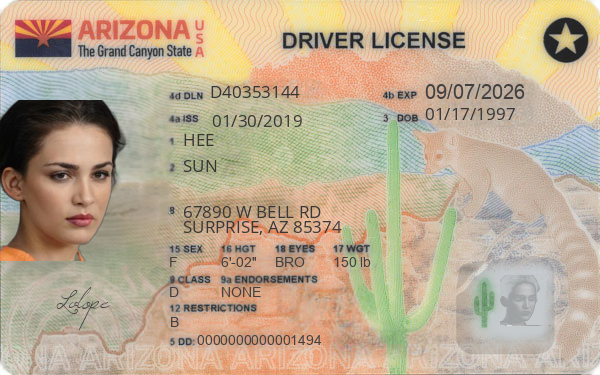 ARIZONA USA
The Grand Canyon State
DRIVER LICENSE
4d DLN D40353144
4b EXP 09/07/2026
4a ISS 01/30/2019
3 DOB 01/17/1997
1 HEE
2 SUN
8 67890 W BELL RD
SURPRISE, AZ 85374
15 SEX 16 HGT 18 EYES 17 WGT
F 6'-02" BRO 150 lb
9 CLASS 9a ENDORSEMENTS
D NONE
12 RESTRICTIONS
B
5 DD: 0000000000001494
ARIZONA ARIZONA ARIZONA ARIZONA